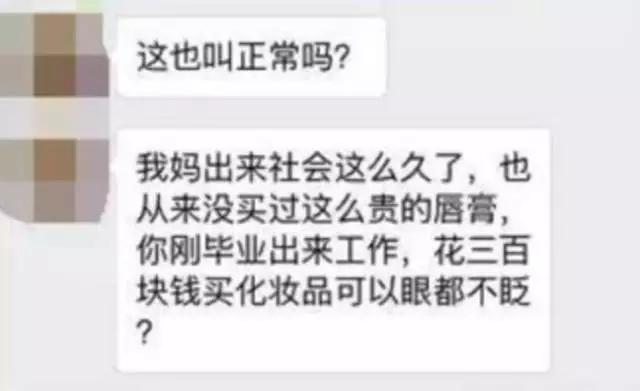 这也叫正常吗？
我妈出来社会这么久了，也
从来没买过这么贵的唇膏，
你刚毕业出来工作，花三百
块钱买化妆品可以眼都不眨
？